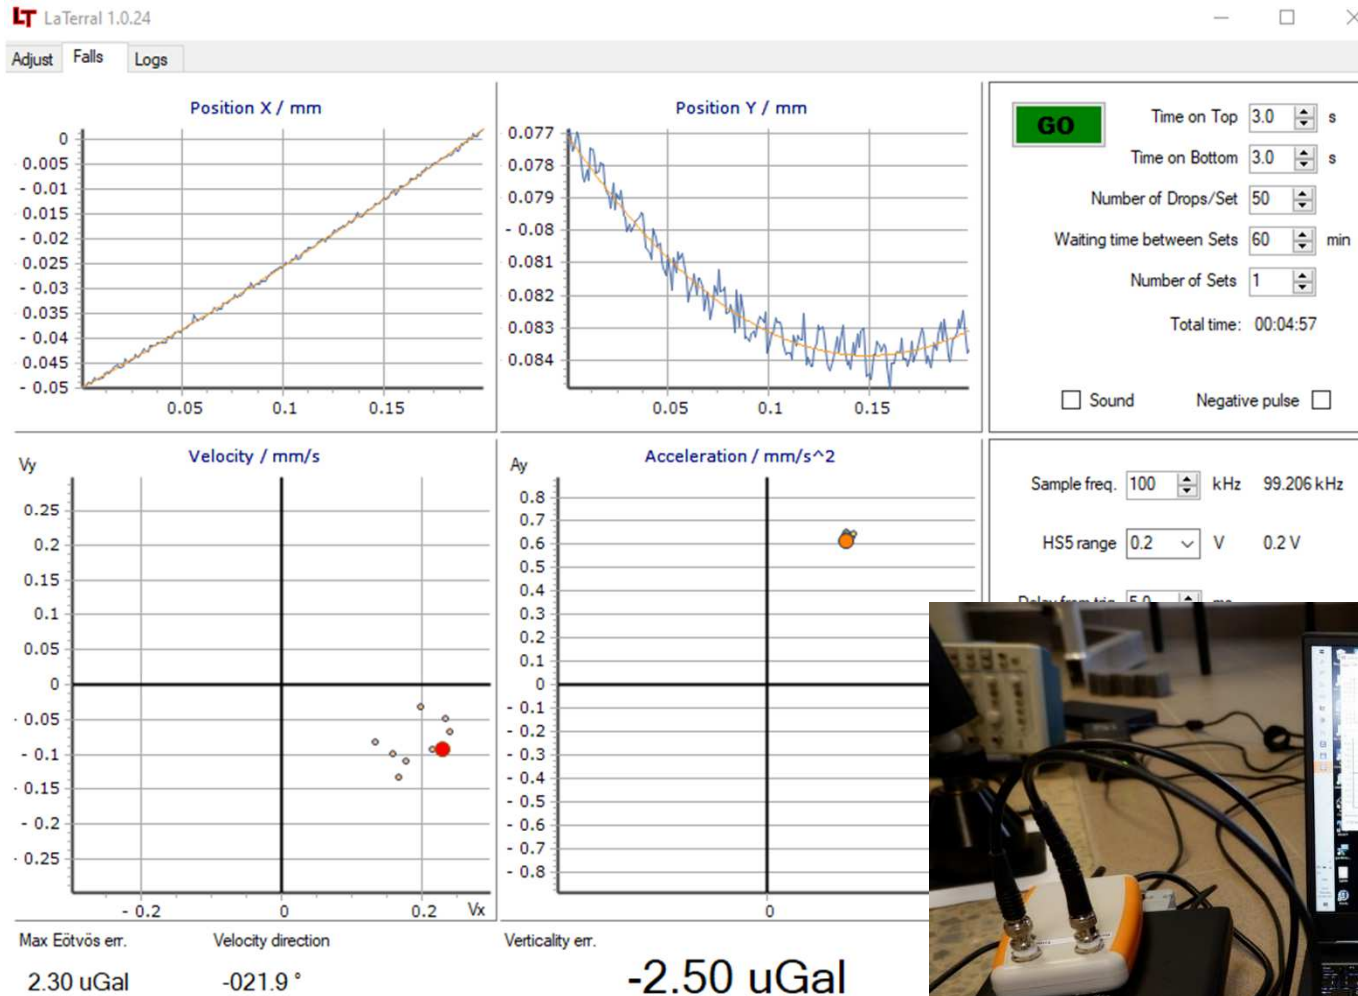 LT LaTerral 1.0.24
Adjust Falls Logs
Position X / mm
0
0.005
- 0.01
0.015
- 0.02
0.025
- 0.03
0.035
- 0.04
0.045
- 0.05
0.05 0.1 0.15
Position Y / mm
0.077
0.078
0.079
- 0.08
0.081
0.082
0.083
0.084
0.05 0.1 0.15
GO
Time on Top 3.0 s
Time on Bottom 3.0 s
Number of Drops/Set 50
Waiting time between Sets 60 min
Number of Sets 1
Total time: 00:04:57
Sound Negative pulse
Velocity / mm/s
Vy
0.25
0.2
0.15
0.1
0.05
0
- 0.05
- 0.1
- 0.15
- 0.2
- 0.25
- 0.2 0 0.2 Vx
Acceleration / mm/s^2
Ay
0.8
0.7
0.6
0.5
0.4
0.3
0.2
0.1
0
- 0.1
- 0.2
- 0.3
- 0.4
- 0.5
- 0.6
- 0.7
- 0.8
0
Sample freq. 100 kHz 99.206 kHz
HS5 range 0.2 V 0.2 V
Delay from trig. 5.0 ms
Max Eötvös err.
2.30 uGal
Velocity direction
-021.9 °
Verticality err.
-2.50 uGal